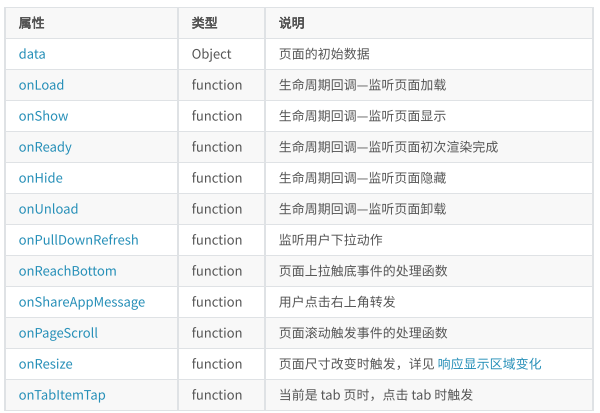 属性 类型 说明
data Object 页面的初始数据
onLoad function 生命周期回调—监听页面加载
onShow function 生命周期回调—监听页面显示
onReady function 生命周期回调—监听页面初次渲染完成
onHide function 生命周期回调—监听页面隐藏
onUnload function 生命周期回调—监听页面卸载
onPullDownRefresh function 监听用户下拉动作
onReachBottom function 页面上拉触底事件的处理函数
onShareAppMessage function 用户点击右上角转发
onPageScroll function 页面滚动触发事件的处理函数
onResize function 页面尺寸改变时触发，详见 响应显示区域变化
onTabItemTap function 当前是 tab 页时，点击 tab 时触发